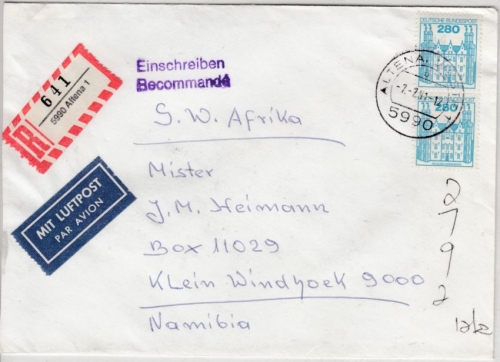 DEUTSCHE BUNDESPOST
280
280
ALTENA
5990
Einschreiben
Recommandé
R
641
5990 Altena 1
MIT LUFTPOST
PAR AVION
S.W. Afrika
Mister
J.M. Heimann
Box 11029
Klein Windhoek 9000
Namibia
2
7
9
2